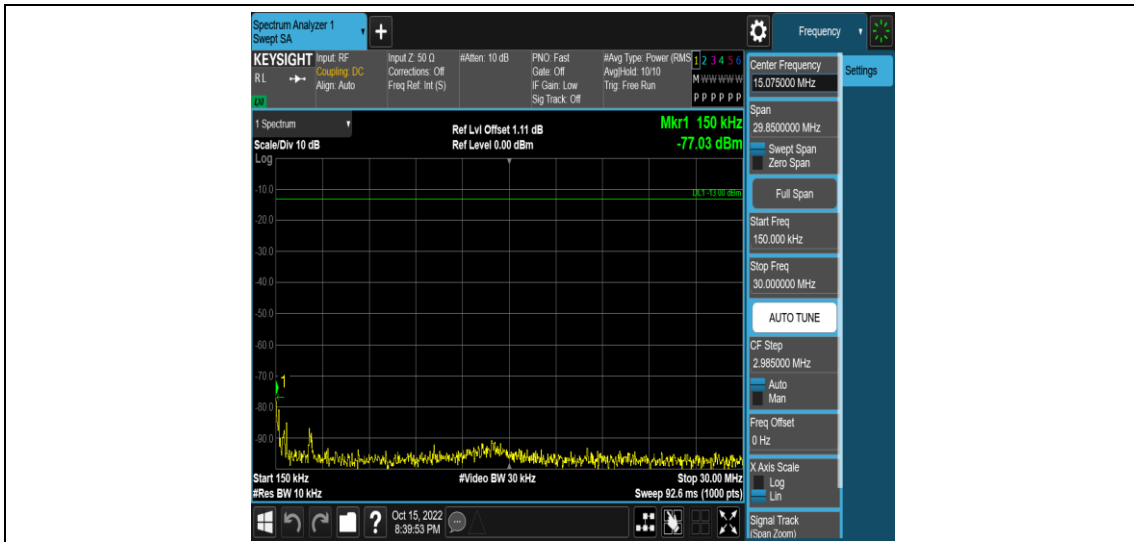 Spectrum Analyzer 1
Swept SA
+
Frequency
KEYSIGHT
RL
LXI
Input: RF
Coupling: DC
Align: Auto
Input Z: 50 Ω
Corrections: Off
Freq Ref: Int (S)
#Atten: 10 dB
PNO: Fast
Gate: Off
IF Gain: Low
Sig Track: Off
#Avg Type: Power (RMS
Avg|Hold: 10/10
Trig: Free Run
1 2 3 4 5 6
M W W W W W
P P P P P P
Center Frequency
15.075000 MHz
Settings
1 Spectrum
Scale/Div 10 dB
Ref Lvl Offset 1.11 dB
Ref Level 0.00 dBm
Mkr1 150 kHz
-77.03 dBm
Log
DL1 -13.00 dBm
-10.0
-20.0
-30.0
-40.0
-50.0
-60.0
-70.0
-80.0
-90.0
1
Start 150 kHz
#Res BW 10 kHz
#Video BW 30 kHz
Stop 30.00 MHz
Sweep 92.6 ms (1000 pts)
Span
29.8500000 MHz
Swept Span
Zero Span
Full Span
Start Freq
150.000 kHz
Stop Freq
30.000000 MHz
AUTO TUNE
CF Step
2.985000 MHz
Auto
Man
Freq Offset
0 Hz
X Axis Scale
Log
Lin
Signal Track
(Span Zoom)
?
Oct 15, 2022
8:39:53 PM